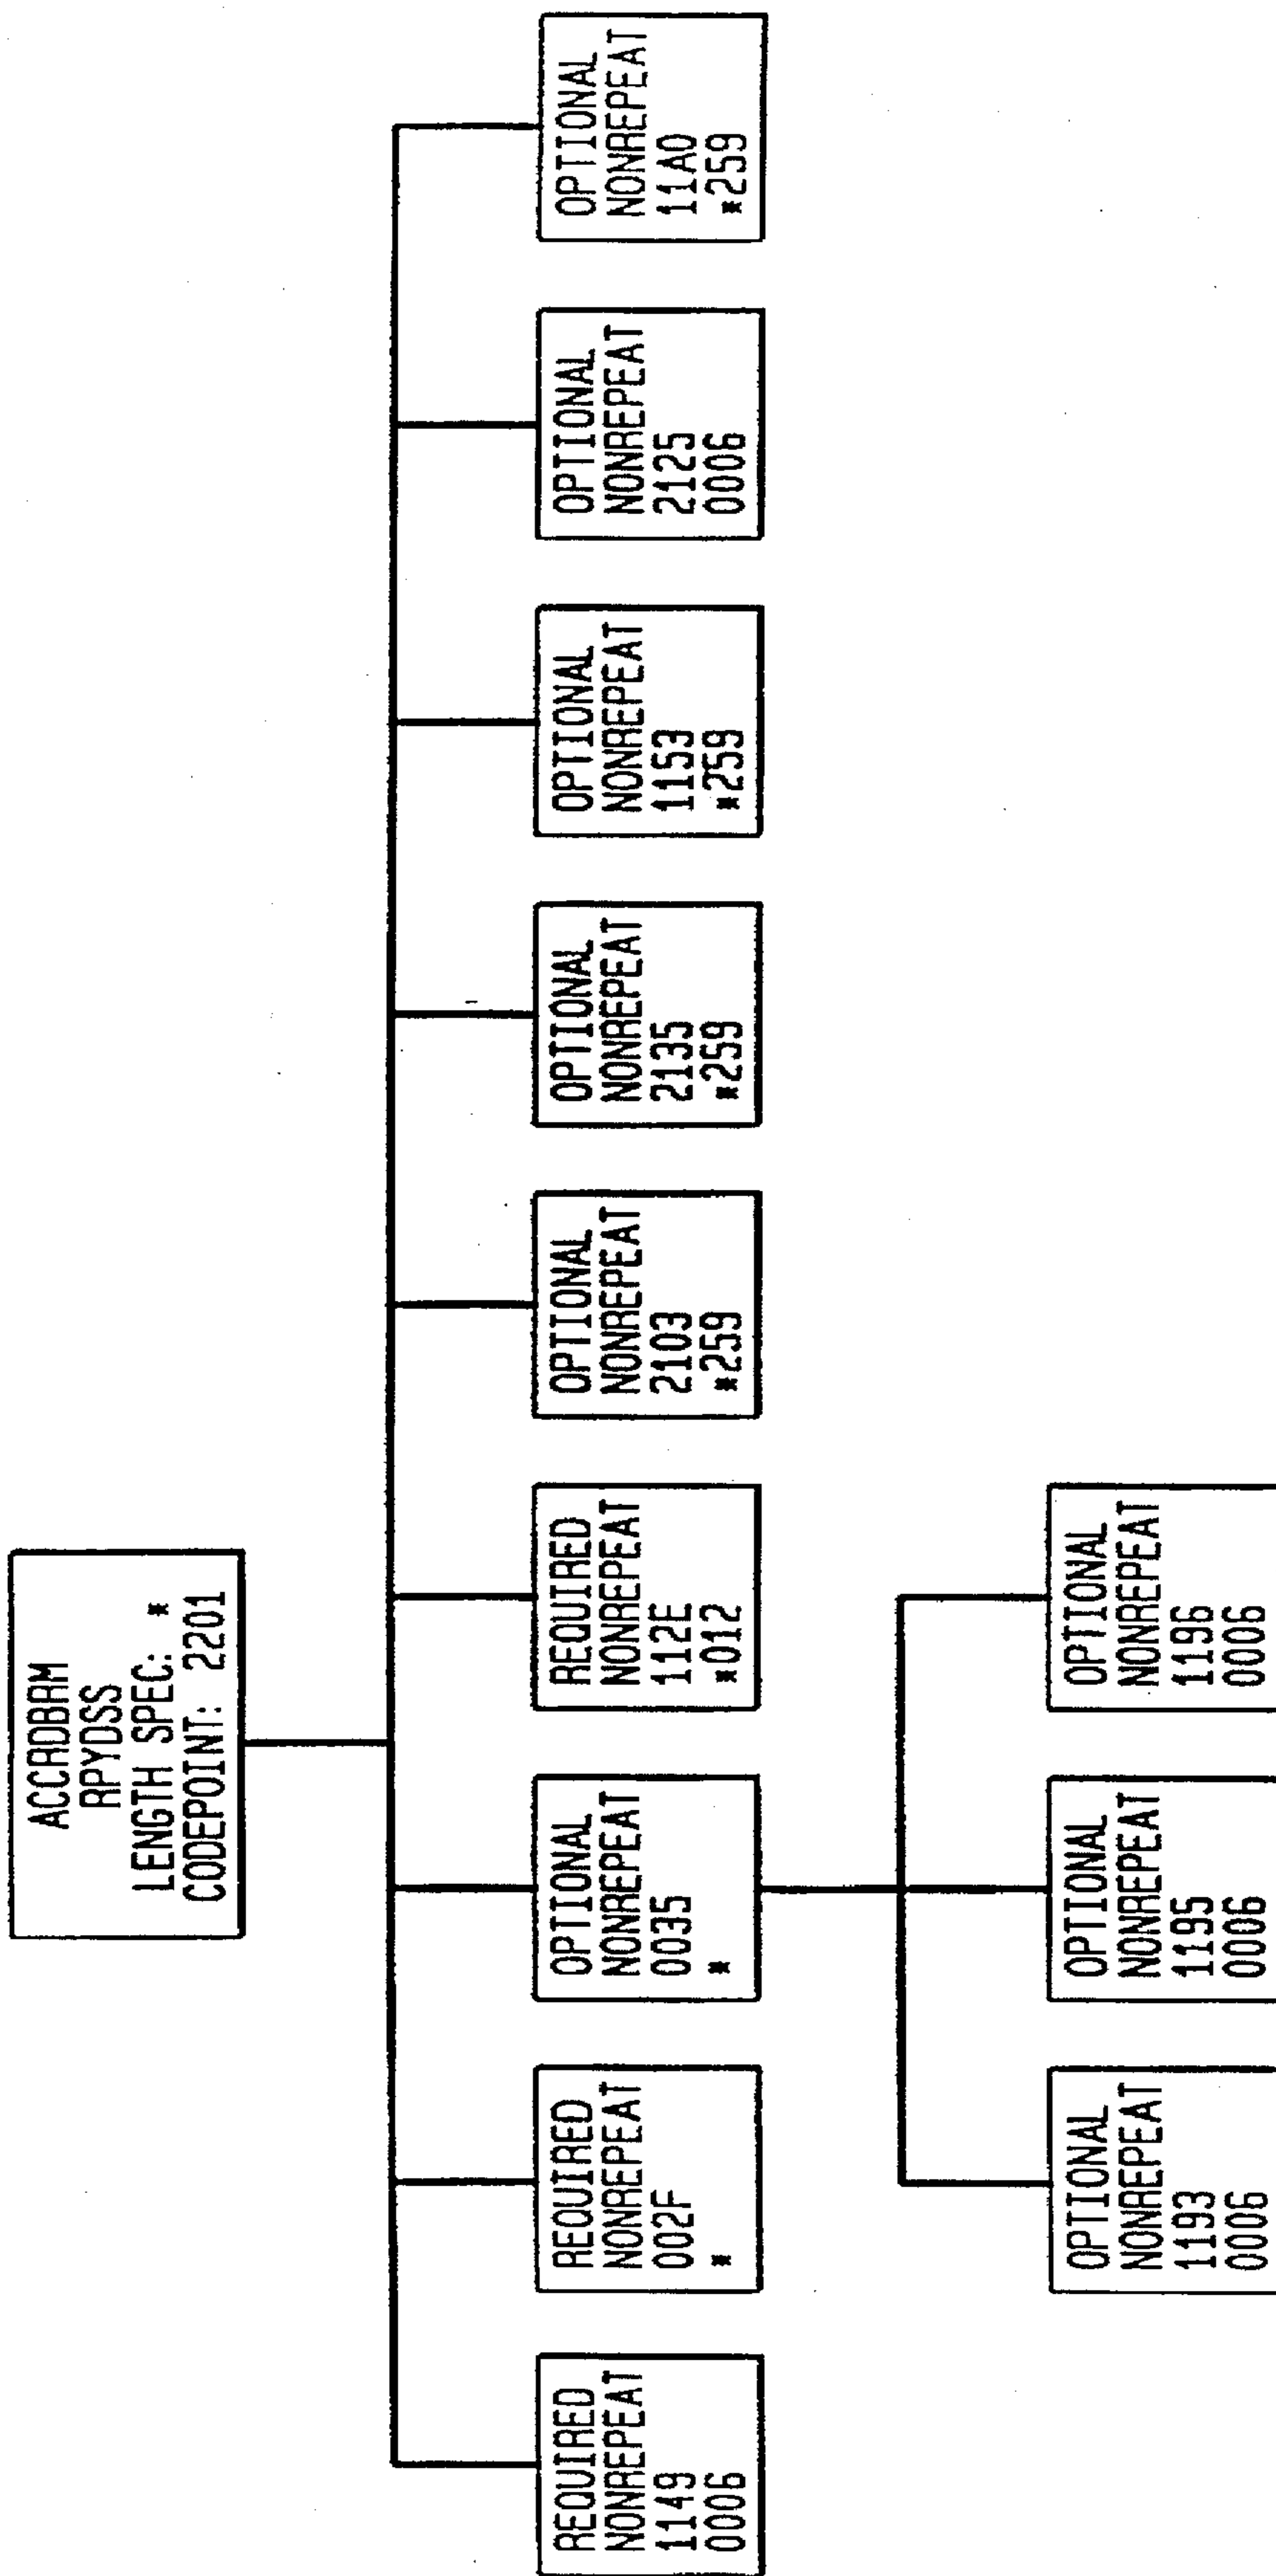 ACCRDBRM
RPYDSS
LENGTH SPEC: *
CODEPOINT: 2201
REQUIRED
NONREPEAT
1149
0006
REQUIRED
NONREPEAT
002F
*
OPTIONAL
NONREPEAT
0035
*
REQUIRED
NONREPEAT
112E
*012
OPTIONAL
NONREPEAT
2103
*259
OPTIONAL
NONREPEAT
2135
*259
OPTIONAL
NONREPEAT
1153
*259
OPTIONAL
NONREPEAT
2125
0006
OPTIONAL
NONREPEAT
11A0
*259
OPTIONAL
NONREPEAT
1193
0006
OPTIONAL
NONREPEAT
1195
0006
OPTIONAL
NONREPEAT
1196
0006